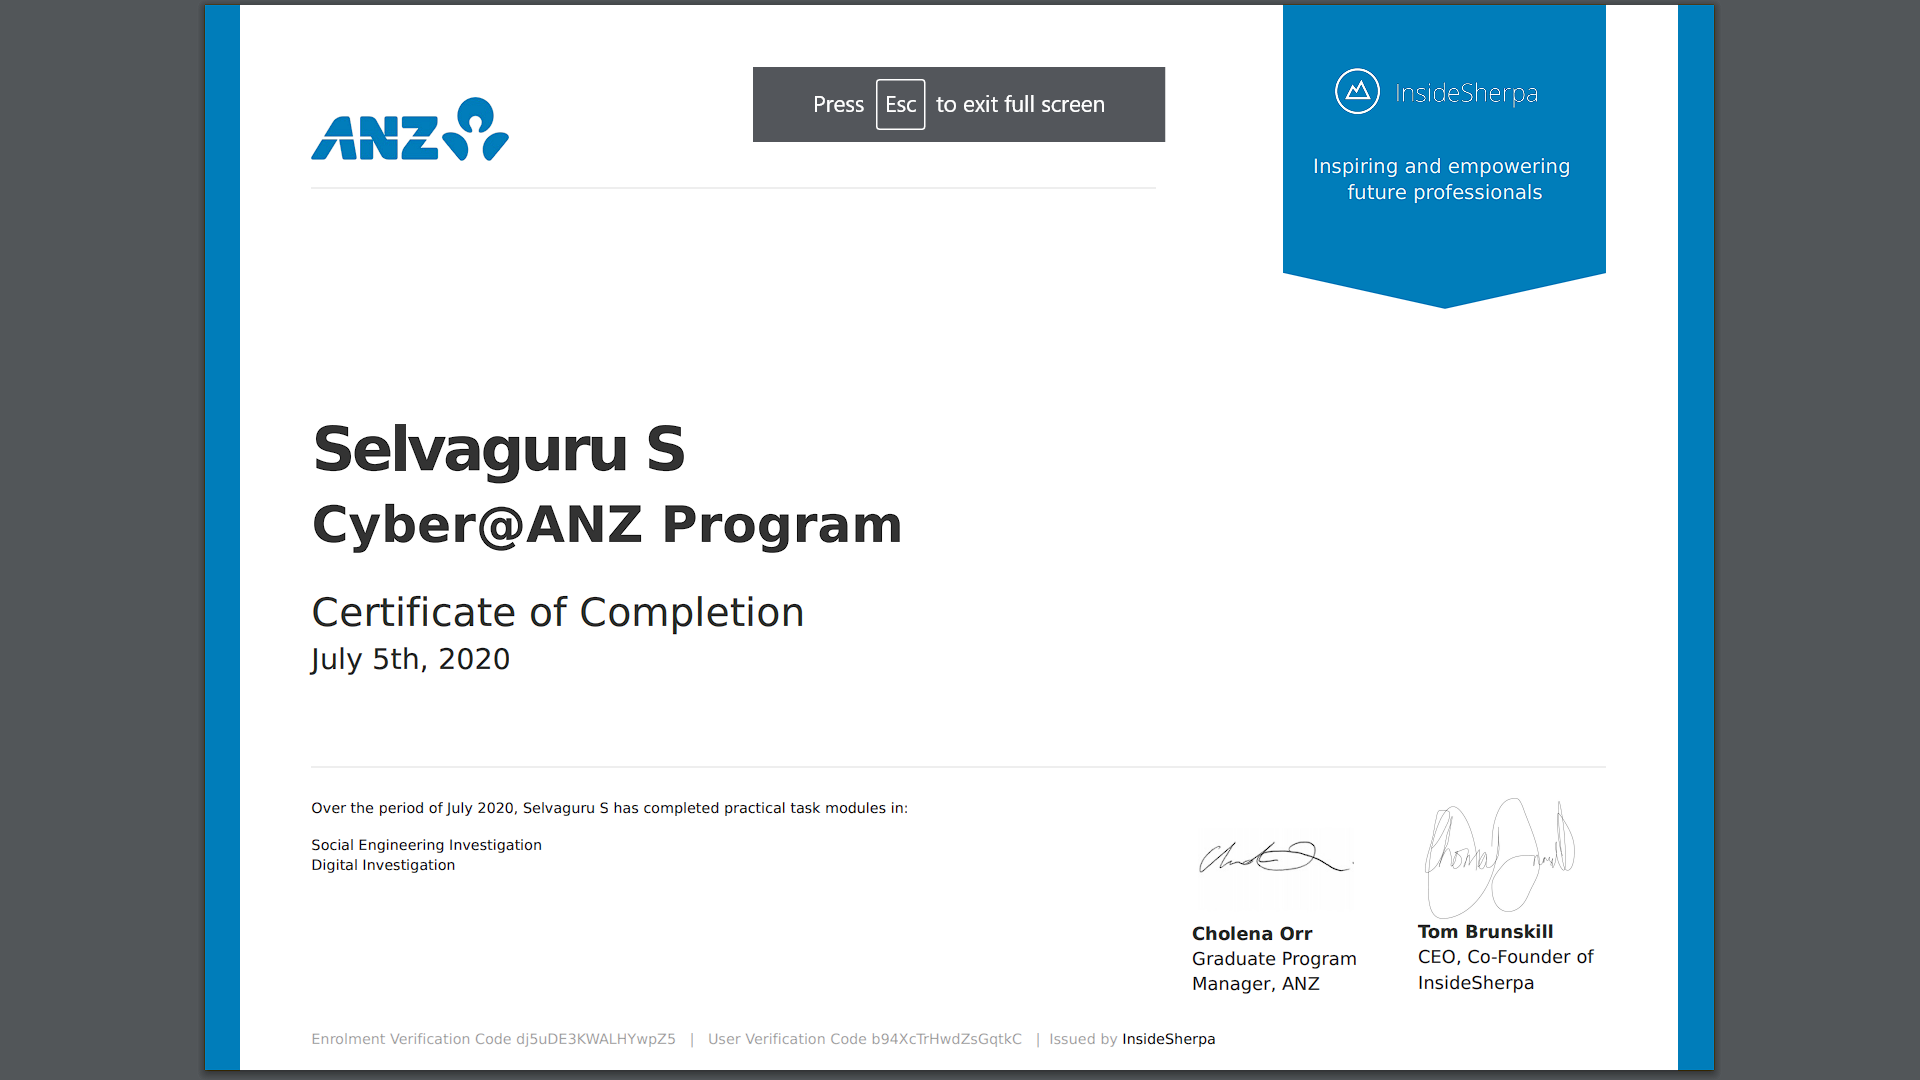 ANZ
Press Esc to exit full screen
InsideSherpa
Inspiring and empowering
future professionals
Selvaguru S
Cyber@ANZ Program
Certificate of Completion
July 5th, 2020
Over the period of July 2020, Selvaguru S has completed practical task modules in:
Social Engineering Investigation
Digital Investigation
Cholena Orr
Graduate Program
Manager, ANZ
Tom Brunskill
CEO, Co-Founder of
InsideSherpa
Enrolment Verification Code dj5uDE3KWALHYwpZ5 | User Verification Code b94XcTrHwdZsGqtkC | Issued by InsideSherpa